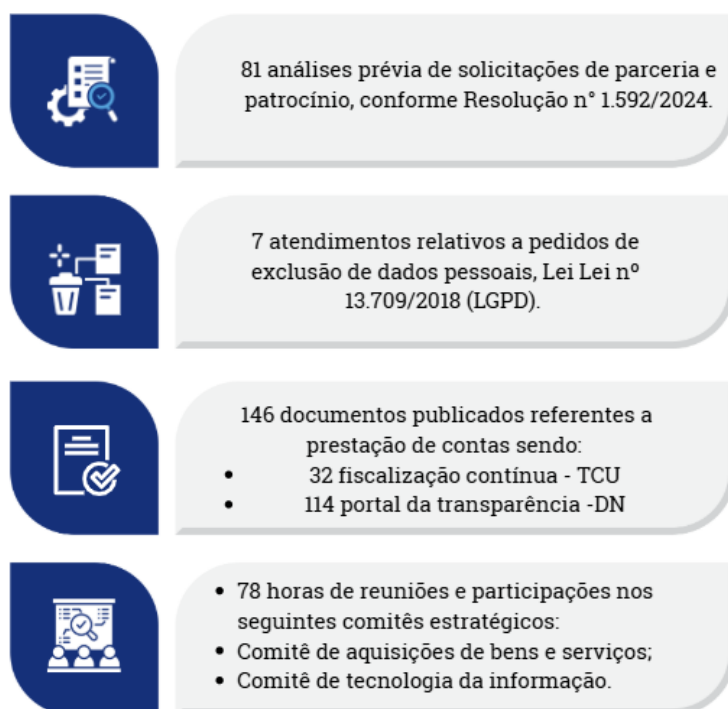 81 análises prévia de solicitações de parceria e
patrocínio, conforme Resolução n° 1.592/2024.
7 atendimentos relativos a pedidos de
exclusão de dados pessoais, Lei Lei nº
13.709/2018 (LGPD).
146 documentos publicados referentes a
prestação de contas sendo:
• 32 fiscalização contínua - TCU
• 114 portal da transparência -DN
• 78 horas de reuniões e participações nos
seguintes comitês estratégicos:
• Comitê de aquisições de bens e serviços;
• Comitê de tecnologia da informação.